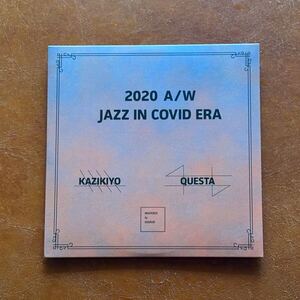 2020 A/W
JAZZ IN COVID ERA
KAZIKIYO
QUESTA